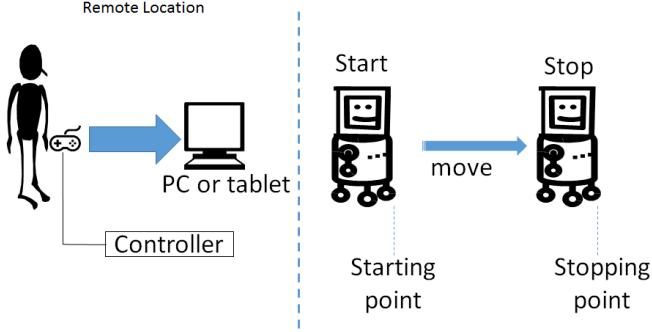 Remote Location
PC or tablet
Controller
Start
Stop
move
Starting
point
Stopping
point